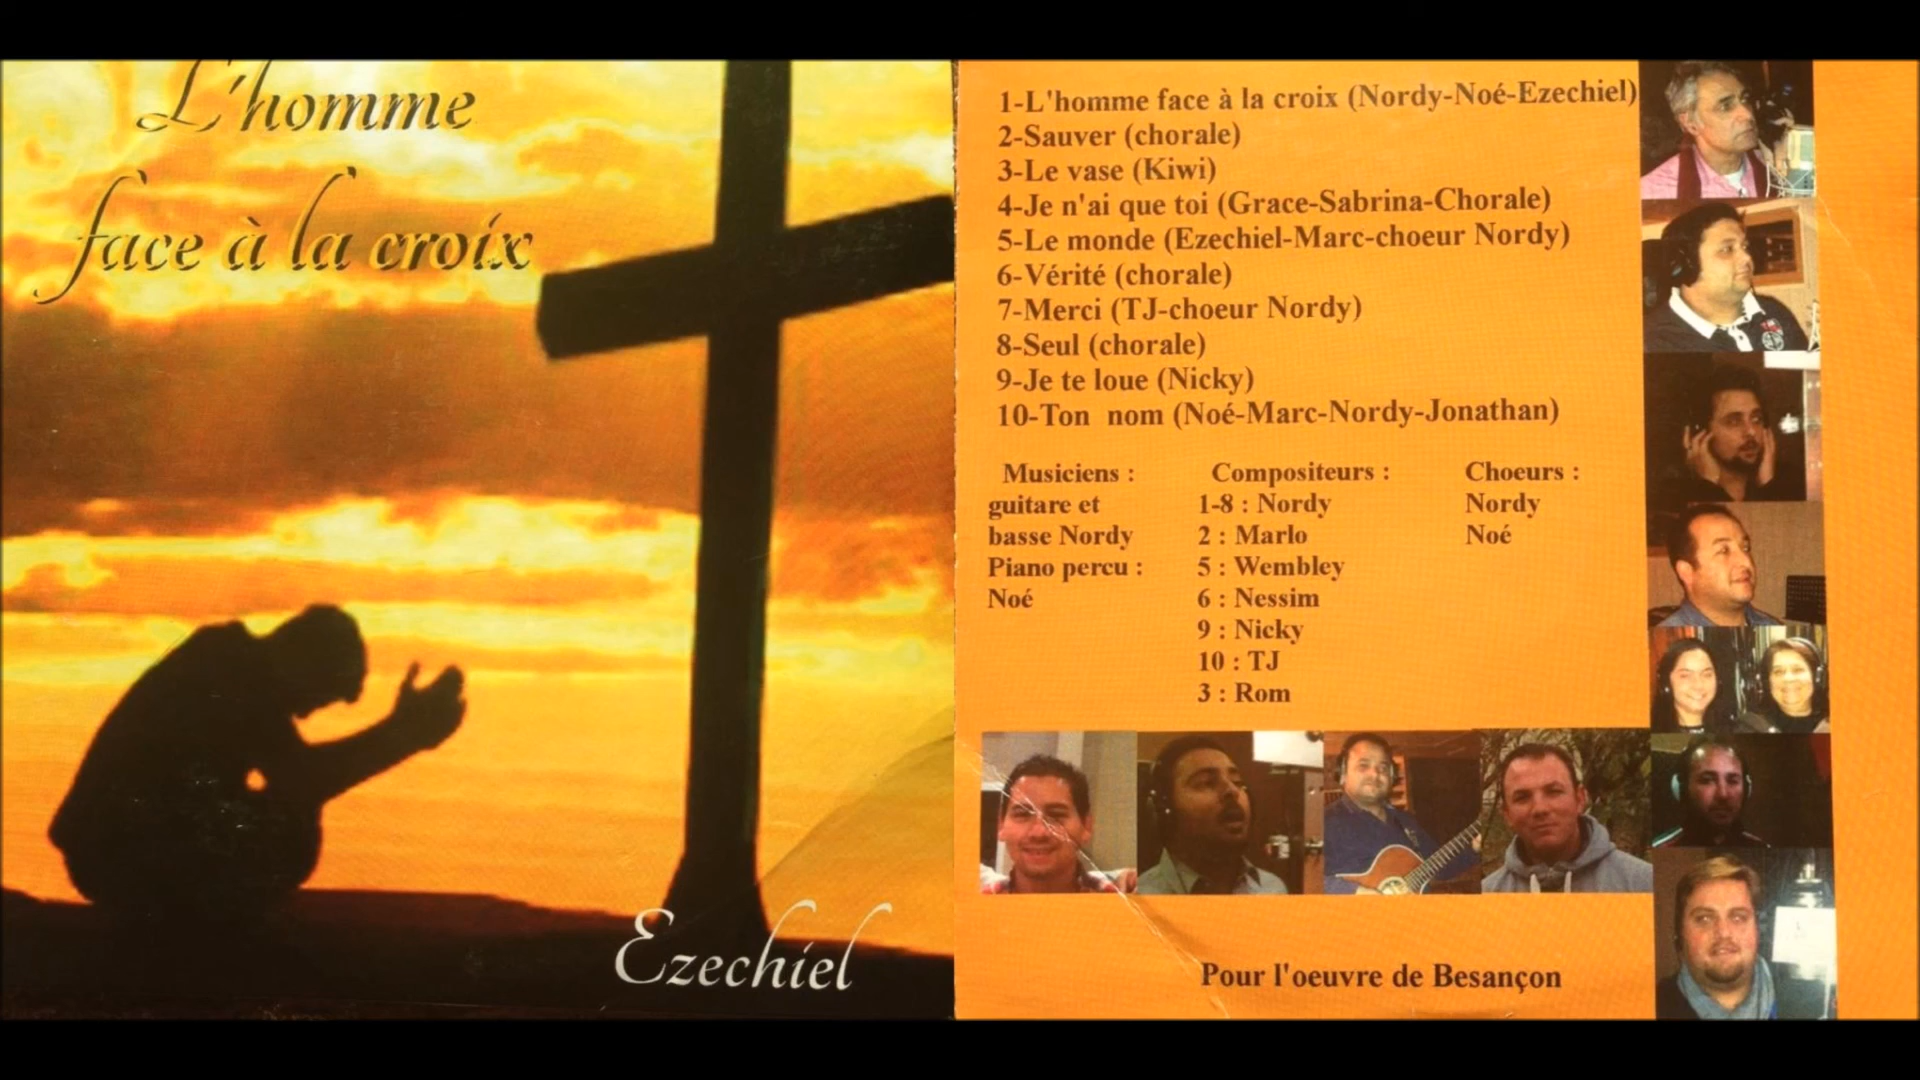 L'homme
face à la croix
Ezechiel
1-L'homme face à la croix (Nordy-Noé-Ezechiel)
2-Sauver (chorale)
3-Le vase (Kiwi)
4-Je n'ai que toi (Grace-Sabrina-Chorale)
5-Le monde (Ezechiel-Marc-choeur Nordy)
6-Vérité (chorale)
7-Merci (TJ-choeur Nordy)
8-Seul (chorale)
9-Je te loue (Nicky)
10-Ton nom (Noé-Marc-Nordy-Jonathan)
Musiciens :
guitare et
basse Nordy
Piano percu :
Noé
Compositeurs :
1-8 : Nordy
2 : Marlo
5 : Wembley
6 : Nessim
9 : Nicky
10 : TJ
3 : Rom
Choeurs :
Nordy
Noé
Pour l'oeuvre de Besançon